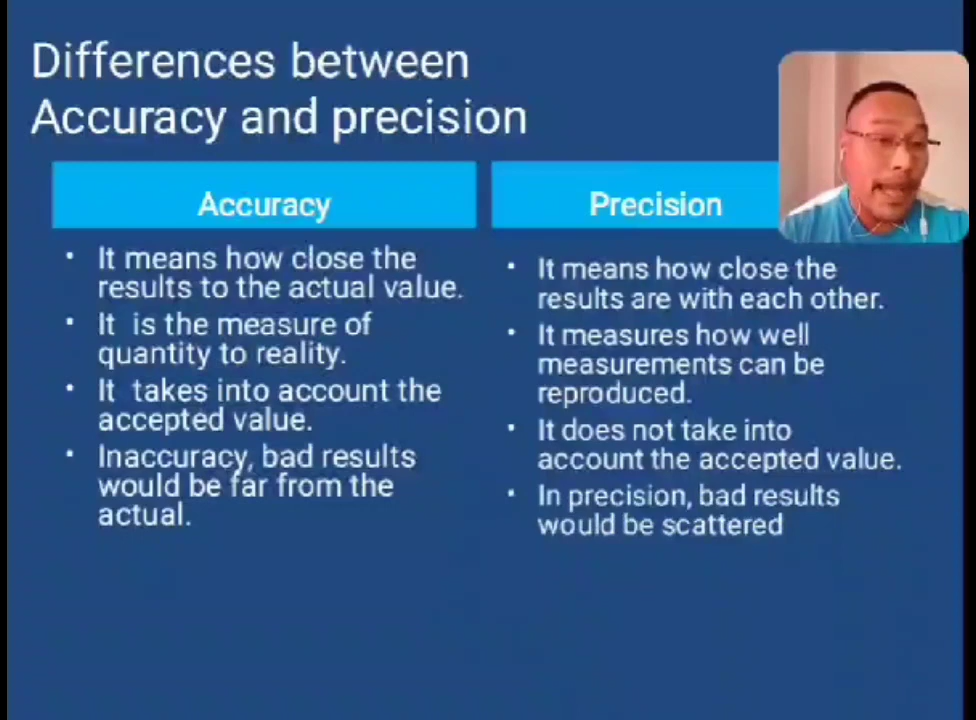 Differences between
Accuracy and precision
Accuracy
It means how close the
results to the actual value.
It is the measure of
quantity to reality.
It takes into account the
accepted value.
Inaccuracy, bad results
would be far from the
actual.
Precision
It means how close the
results are with each other.
It measures how well
measurements can be
reproduced.
It does not take into
account the accepted value.
In precision, bad results
would be scattered